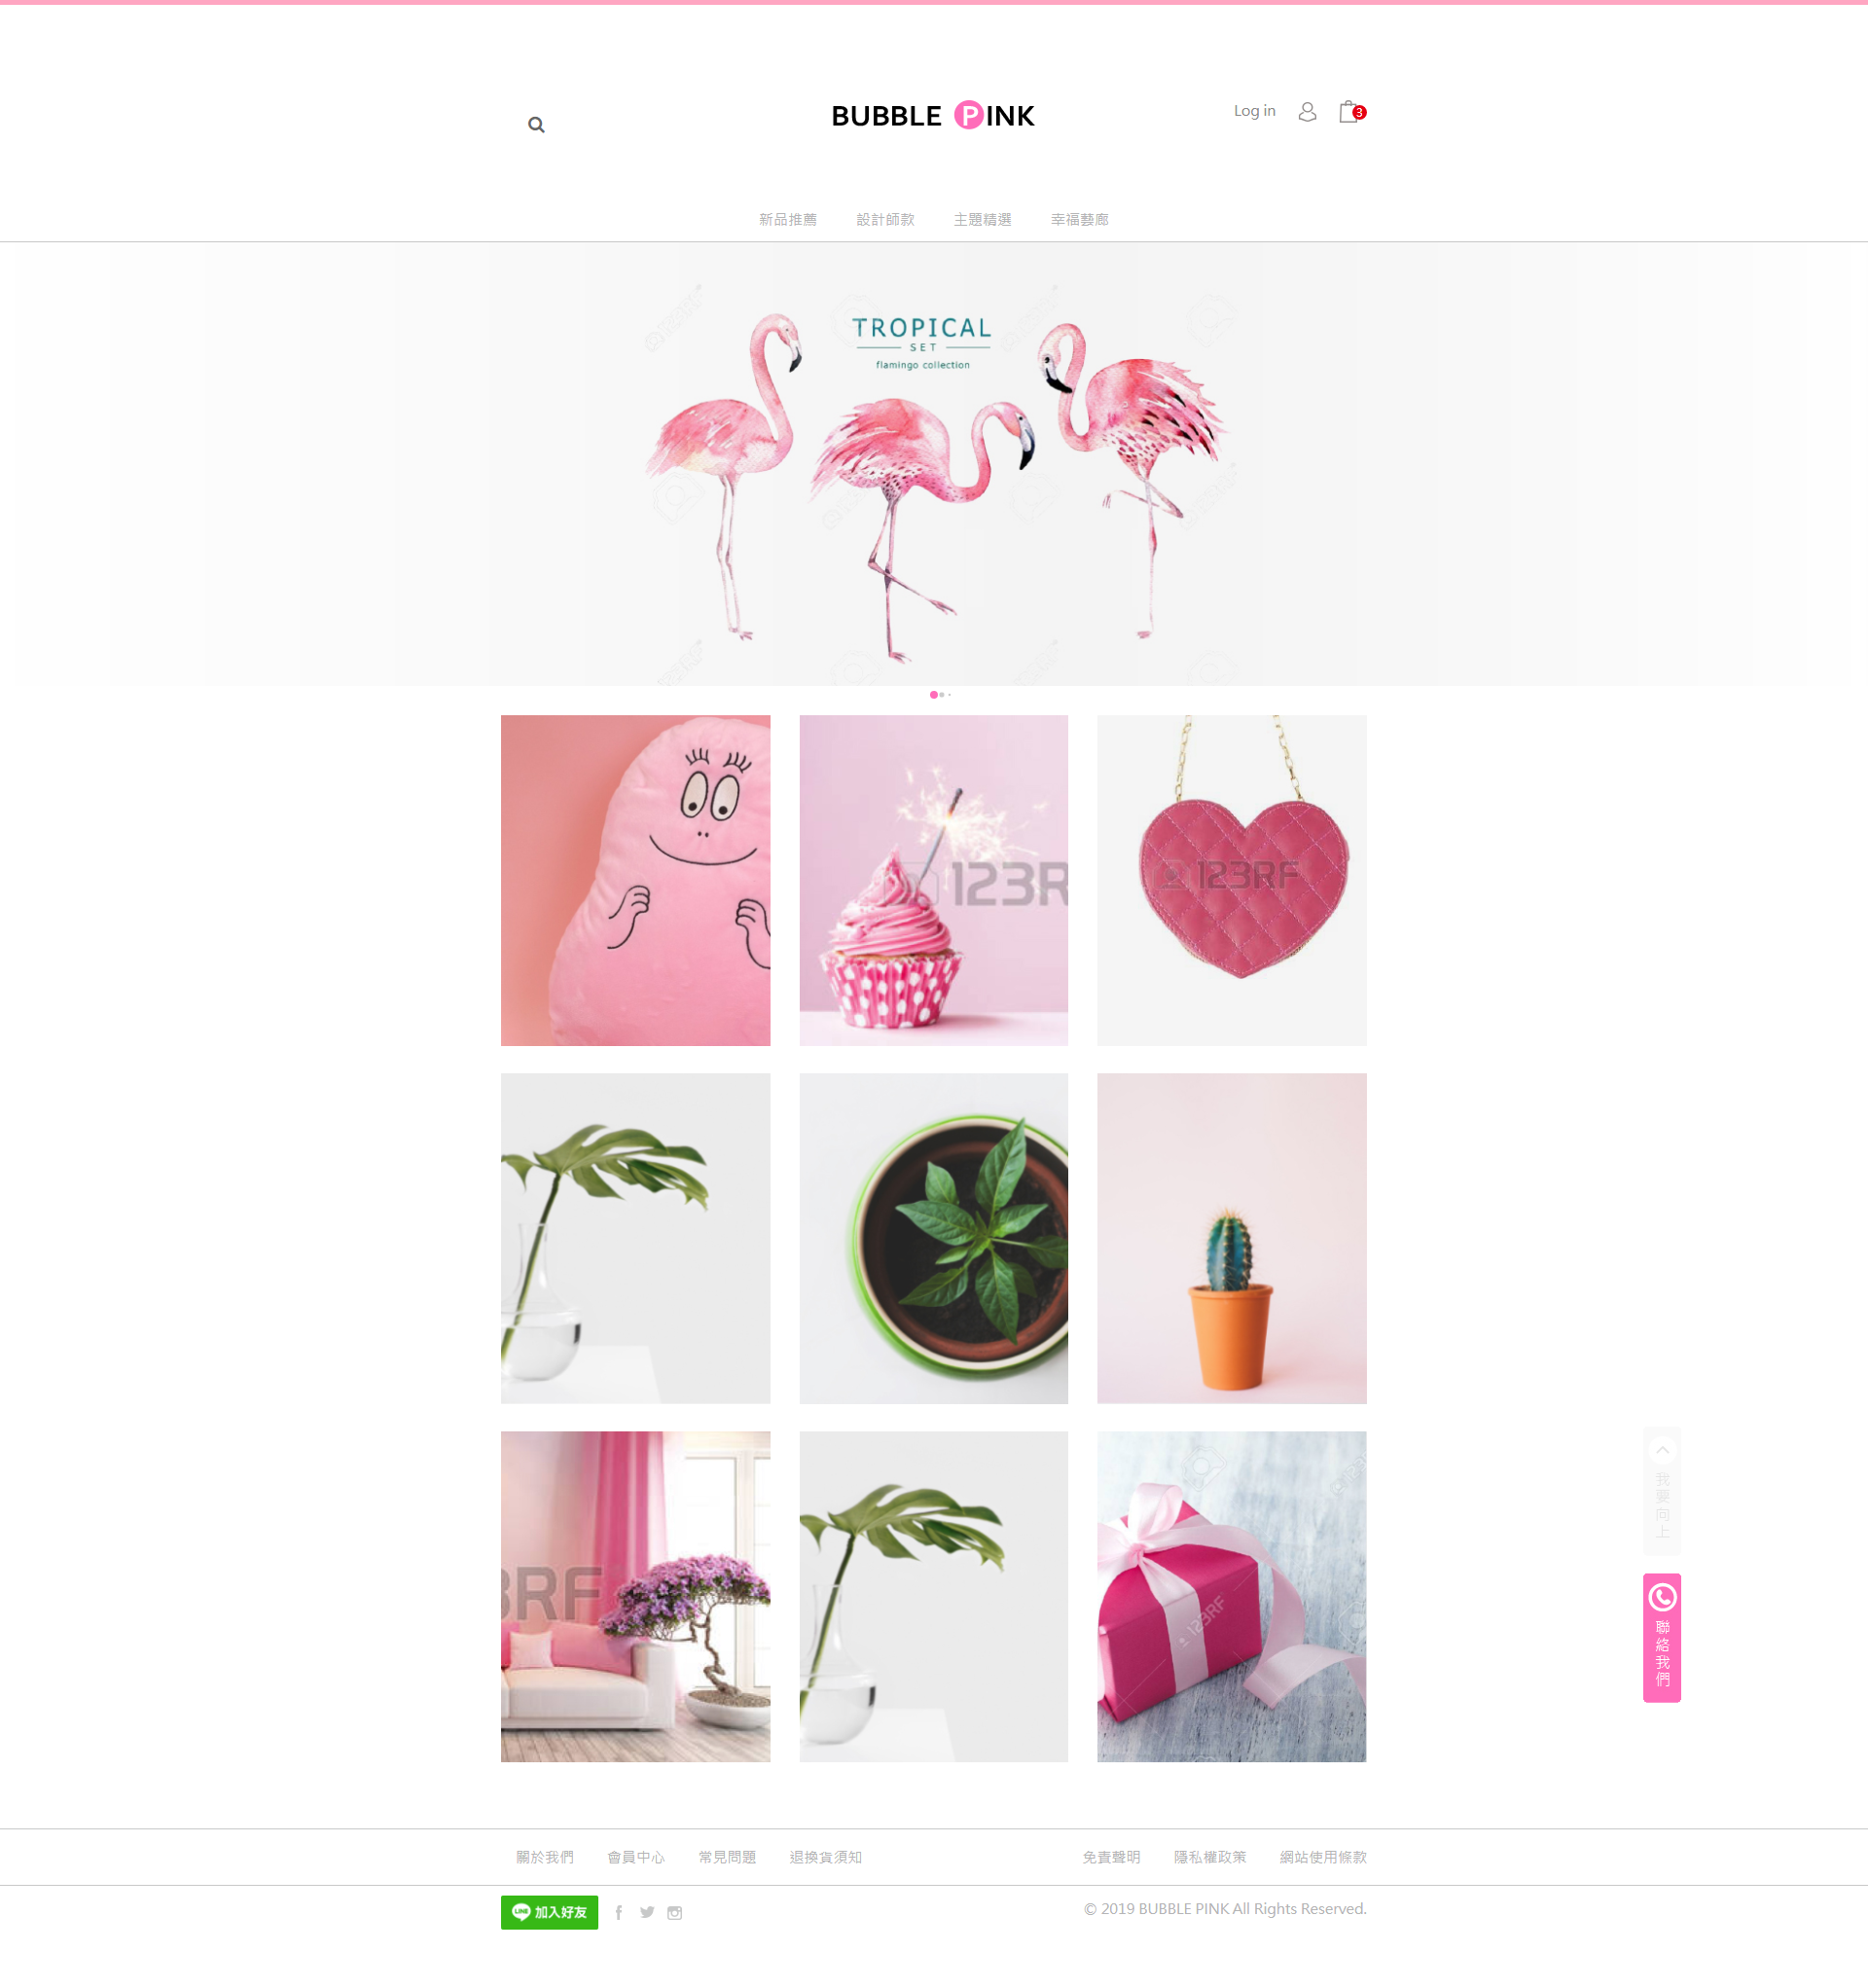 BUBBLE PINK
Log in
3
新品推薦
設計師款
主題精選
幸福藝廊
TROPICAL
SET
flamingo collection
123RF
123RF
123RF
123RF
我要向上
聯絡我們
關於我們
會員中心
常見問題
退換貨須知
免責聲明
隱私權政策
網站使用條款
LINE 加入好友
© 2019 BUBBLE PINK All Rights Reserved.